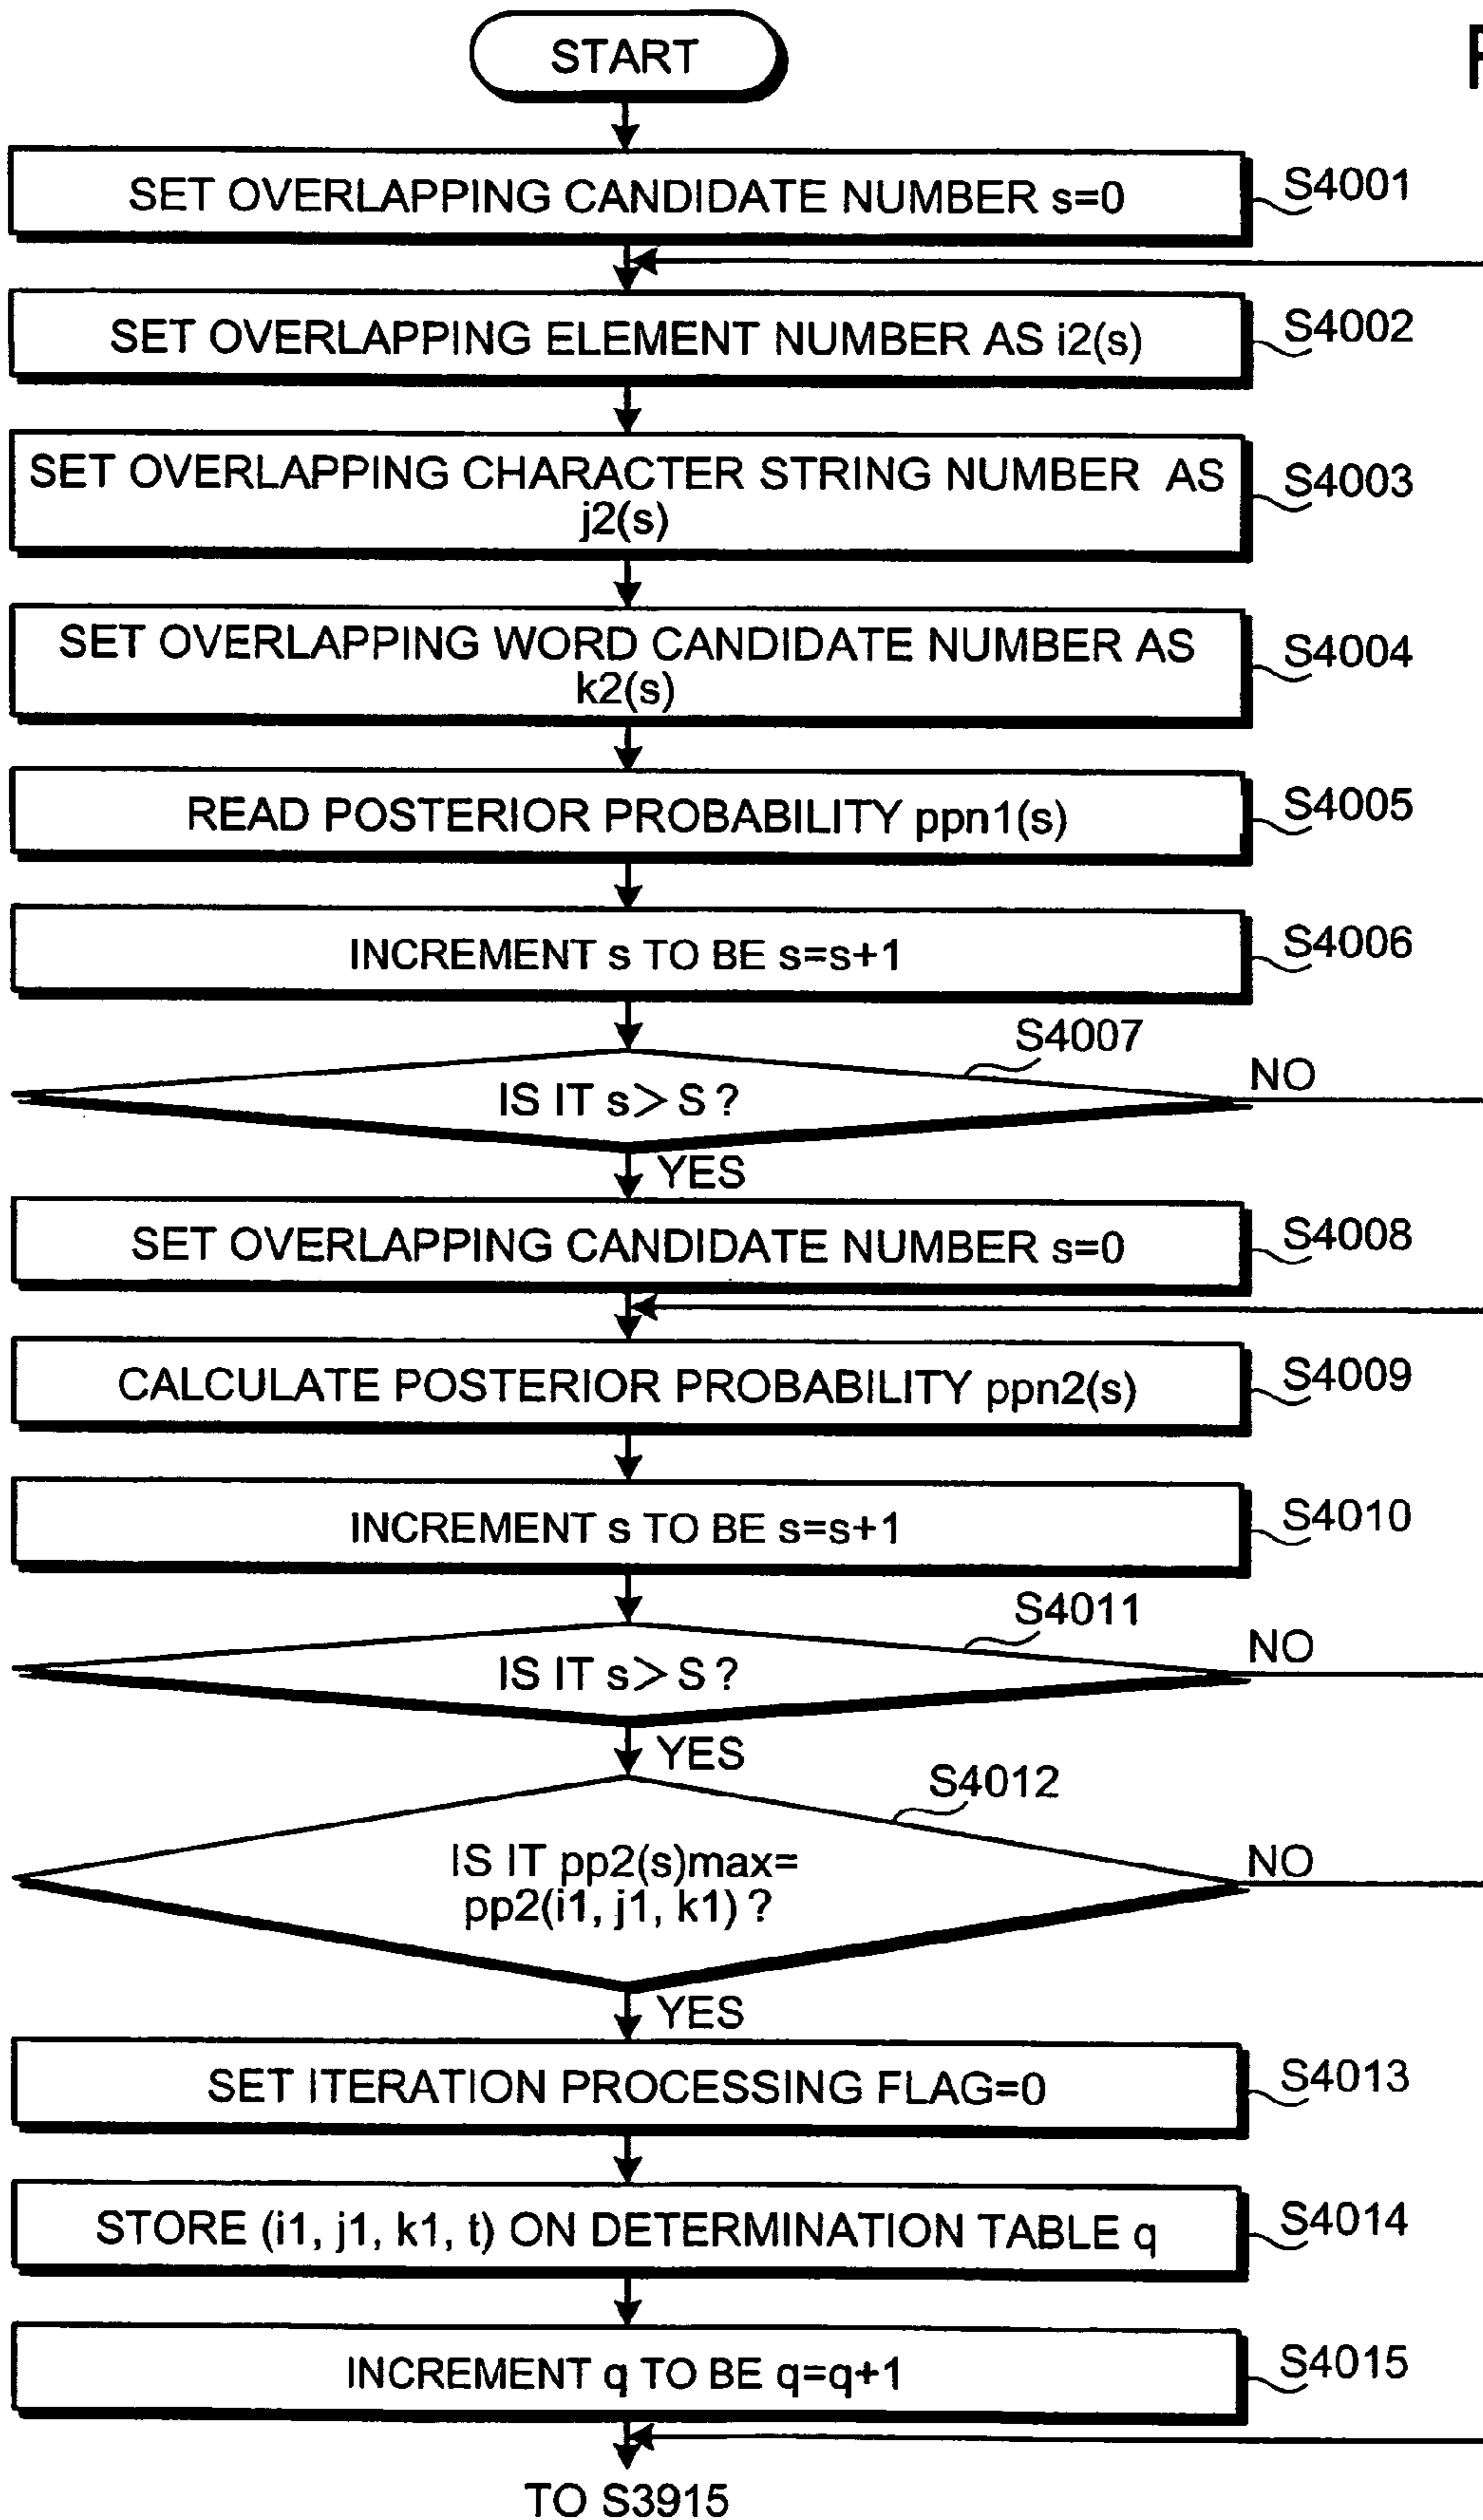 START
SET OVERLAPPING CANDIDATE NUMBER s=0
S4001
SET OVERLAPPING ELEMENT NUMBER AS i2(s)
S4002
SET OVERLAPPING CHARACTER STRING NUMBER AS
j2(s)
S4003
SET OVERLAPPING WORD CANDIDATE NUMBER AS
k2(s)
S4004
READ POSTERIOR PROBABILITY ppn1(s)
S4005
INCREMENT s TO BE s=s+1
S4006
S4007
IS IT s>S?
NO
YES
SET OVERLAPPING CANDIDATE NUMBER s=0
S4008
CALCULATE POSTERIOR PROBABILITY ppn2(s)
S4009
INCREMENT s TO BE s=s+1
S4010
S4011
IS IT s>S?
NO
YES
S4012
IS IT pp2(s)max=
pp2(i1, j1, k1)?
NO
YES
SET ITERATION PROCESSING FLAG=0
S4013
STORE (i1, j1, k1, t) ON DETERMINATION TABLE q
S4014
INCREMENT q TO BE q=q+1
S4015
TO S3915